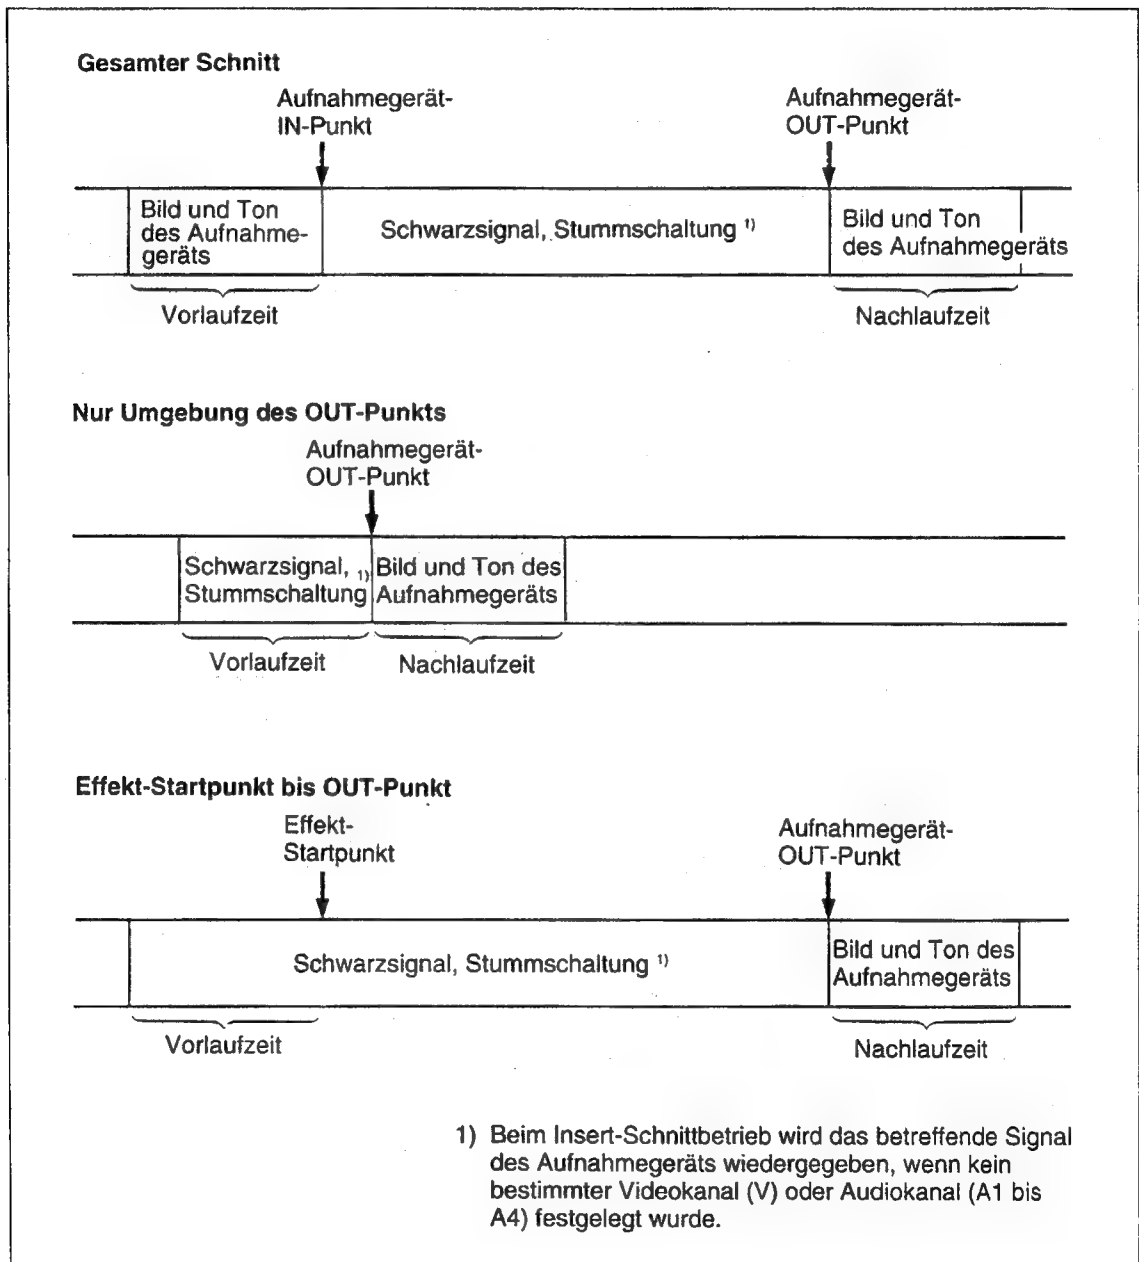 Gesamter Schnitt
Aufnahmegerät-
IN-Punkt
Aufnahmegerät-
OUT-Punkt
Bild und Ton
des Aufnahme-
geräts
Schwarzsignal, Stummschaltung 1)
Bild und Ton
des Aufnahmegeräts
Vorlaufzeit
Nachlaufzeit
Nur Umgebung des OUT-Punkts
Aufnahmegerät-
OUT-Punkt
Schwarzsignal, 1)
Stummschaltung
Bild und Ton des
Aufnahmegeräts
Vorlaufzeit
Nachlaufzeit
Effekt-Startpunkt bis OUT-Punkt
Effekt-
Startpunkt
Aufnahmegerät-
OUT-Punkt
Schwarzsignal, Stummschaltung 1)
Bild und Ton des
Aufnahmegeräts
Vorlaufzeit
Nachlaufzeit
1) Beim Insert-Schnittbetrieb wird das betreffende Signal
des Aufnahmegeräts wiedergegeben, wenn kein
bestimmter Videokanal (V) oder Audiokanal (A1 bis
A4) festgelegt wurde.